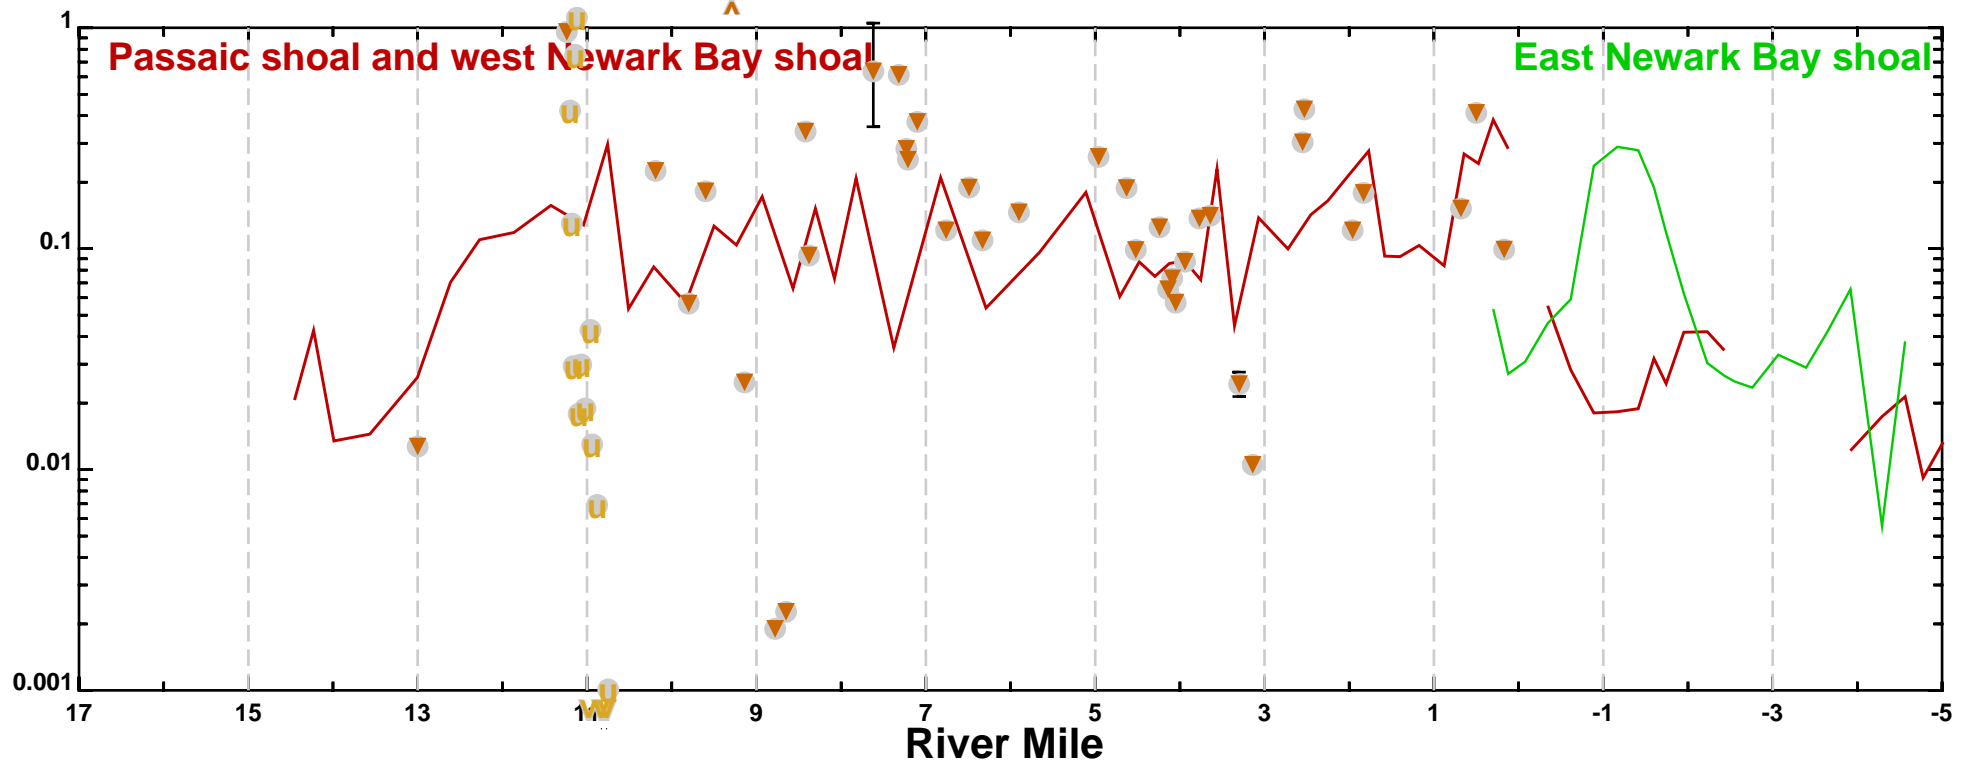 Passaic shoal and west Newark Bay shoal
East Newark Bay shoal
1
0.1
0.01
0.001
u
u
u
u
u
u
u
u
u
u
u
u
17
15
13
11
9
7
5
3
1
-1
-3
-5
River Mile